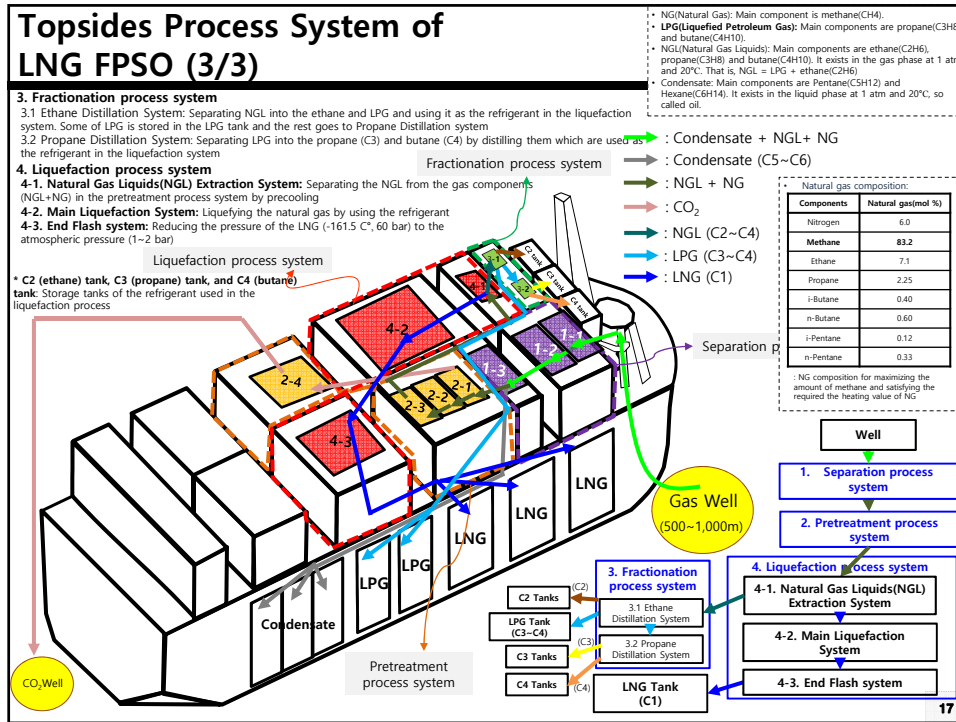 Topsides Process System of
LNG FPSO (3/3)
• NG(Natural Gas): Main component is methane(CH4).
• LPG(Liquefied Petroleum Gas): Main components are propane(C3H8
and butane(C4H10).
• NGL(Natural Gas Liquids): Main components are ethane(C2H6),
propane(C3H8) and butane(C4H10). It exists in the gas phase at 1 atm
and 20℃. That is, NGL = LPG + ethane(C2H6)
• Condensate: Main components are Pentane(C5H12) and
Hexane(C6H14). It exists in the liquid phase at 1 atm and 20℃, so
called oil.
3. Fractionation process system
3.1 Ethane Distillation System: Separating NGL into the ethane and LPG and using it as the refrigerant in the liquefaction
system. Some of LPG is stored in the LPG tank and the rest goes to Propane Distillation system
3.2 Propane Distillation System: Separating LPG into the propane (C3) and butane (C4) by distilling them which are used as
the refrigerant in the liquefaction system
4. Liquefaction process system
4-1. Natural Gas Liquids(NGL) Extraction System: Separating the NGL from the gas components
(NGL+NG) in the pretreatment process system by precooling
4-2. Main Liquefaction System: Liquefying the natural gas by using the refrigerant
4-3. End Flash system: Reducing the pressure of the LNG (-161.5 C°, 60 bar) to the
atmospheric pressure (1~2 bar)
* C2 (ethane) tank, C3 (propane) tank, and C4 (butane)
tank: Storage tanks of the refrigerant used in the
liquefaction process
: Condensate + NGL+ NG
: Condensate (C5~C6)
: NGL + NG
: CO2
: NGL (C2~C4)
: LPG (C3~C4)
: LNG (C1)
• Natural gas composition:
Components Natural gas(mol %)
Nitrogen 6.0
Methane 83.2
Ethane 7.1
Propane 2.25
i-Butane 0.40
n-Butane 0.60
i-Pentane 0.12
n-Pentane 0.33
: NG composition for maximizing the
amount of methane and satisfying the
required the heating value of NG
Fractionation process system
Liquefaction process system
Separation p
Pretreatment
process system
C2 tank
C3 tank
C4 tank
3-2
4-2
1-1
1-2
1-3
2-1
2-2
2-3
2-4
4-3
LNG
LNG
LNG
LPG
LPG
Condensate
Gas Well
(500~1,000m)
CO2Well
Well
1. Separation process
system
2. Pretreatment process
system
3. Fractionation
process system
3.1 Ethane
Distillation System
3.2 Propane
Distillation System
4. Liquefaction process system
4-1. Natural Gas Liquids(NGL)
Extraction System
4-2. Main Liquefaction
System
4-3. End Flash system
C2 Tanks
(C2)
LPG Tank
(C3~C4)
(C3)
C3 Tanks
C4 Tanks
(C4)
LNG Tank
(C1)
17